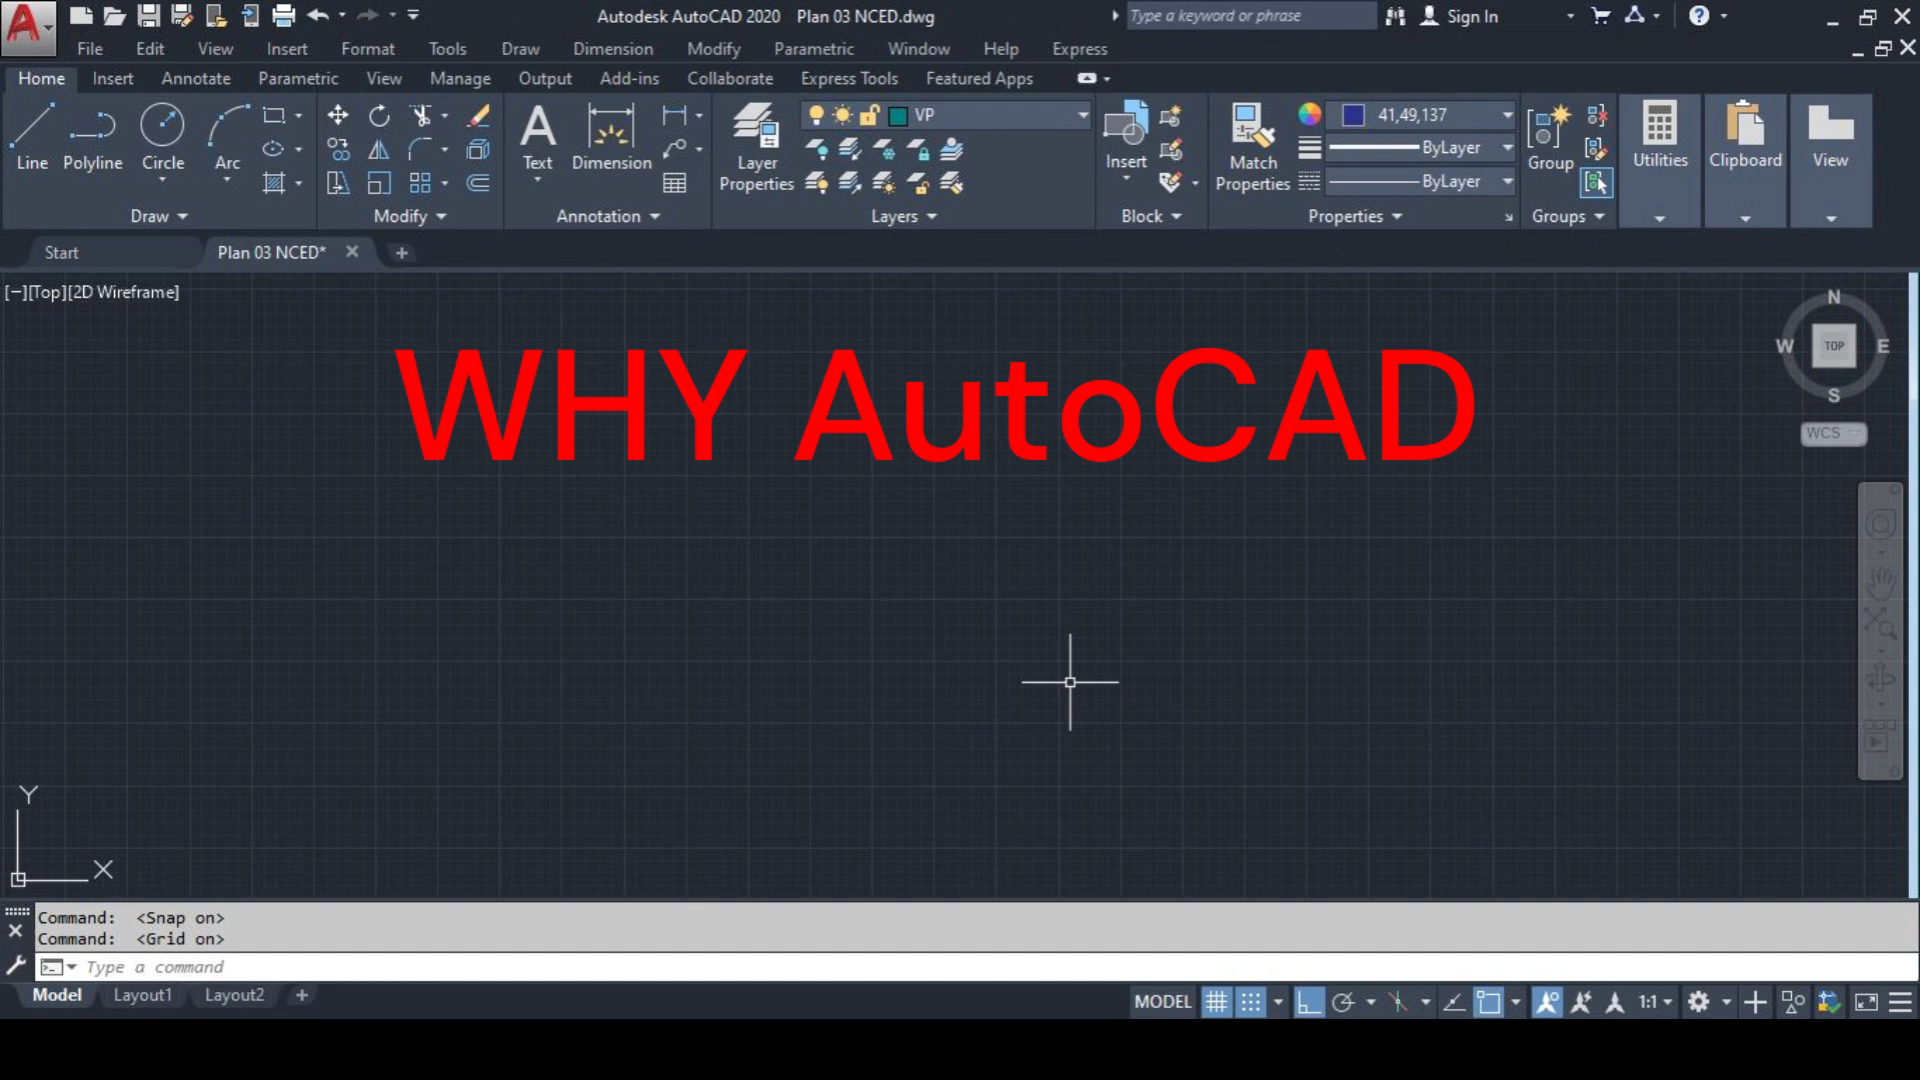 Autodesk AutoCAD 2020 Plan 03 NCED.dwg Type a keyword or phrase Sign In
File Edit View Insert Format Tools Draw Dimension Modify Parametric Window Help Express
Home Insert Annotate Parametric View Manage Output Add-ins Collaborate Express Tools Featured Apps
VP 41,49,137
ByLayer
Line Polyline Circle Arc Text Dimension Layer Properties Insert Match Properties ByLayer Group Utilities Clipboard View
Draw Modify Annotation Layers Block Properties Groups
Start Plan 03 NCED*
[−][Top][2D Wireframe]
N
W TOP E
S
WHY AutoCAD
WCS
Y
X
Command: <Snap on>
Command: <Grid on>
Type a command
Model Layout1 Layout2
MODEL 1:1